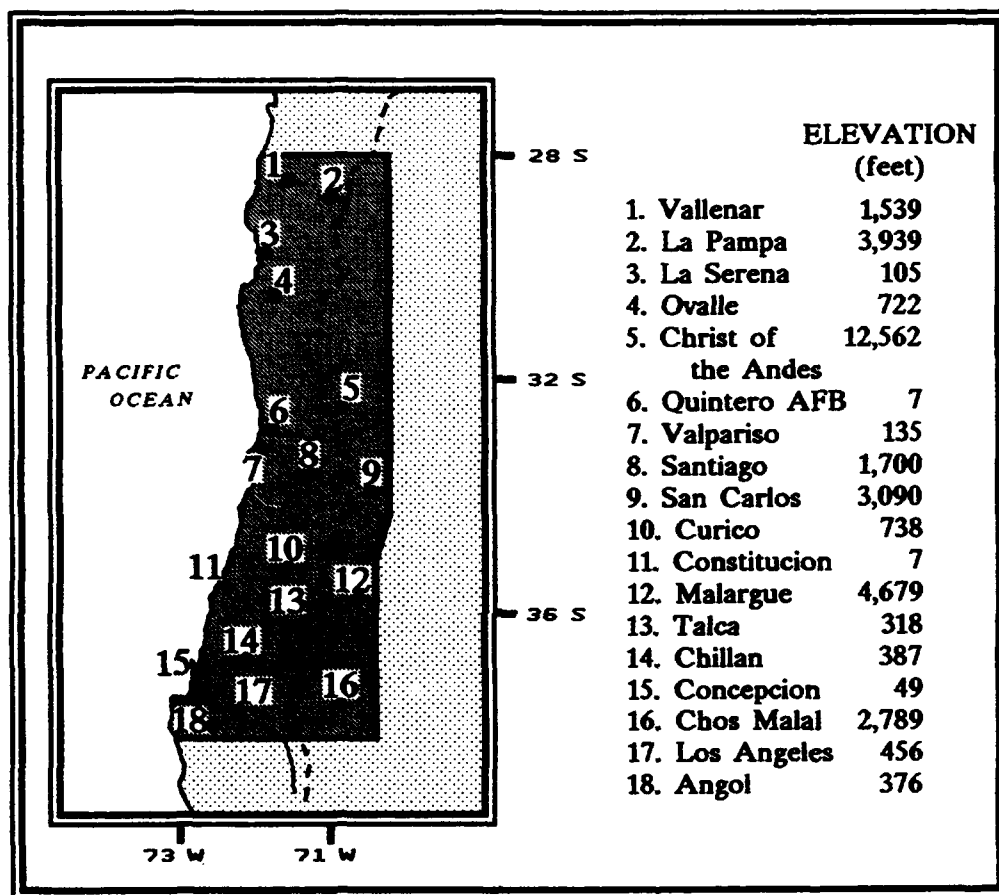 1
2
3
4
5
6
7
8
9
10
11
12
13
14
15
16
17
18
PACIFIC
OCEAN
28 S
32 S
36 S
73 W
71 W
ELEVATION
(feet)
1. Vallenar 1,539
2. La Pampa 3,939
3. La Serena 105
4. Ovalle 722
5. Christ of 12,562
the Andes
6. Quintero AFB 7
7. Valpariso 135
8. Santiago 1,700
9. San Carlos 3,090
10. Curico 738
11. Constitucion 7
12. Malargue 4,679
13. Talca 318
14. Chillan 387
15. Concepcion 49
16. Chos Malal 2,789
17. Los Angeles 456
18. Angol 376